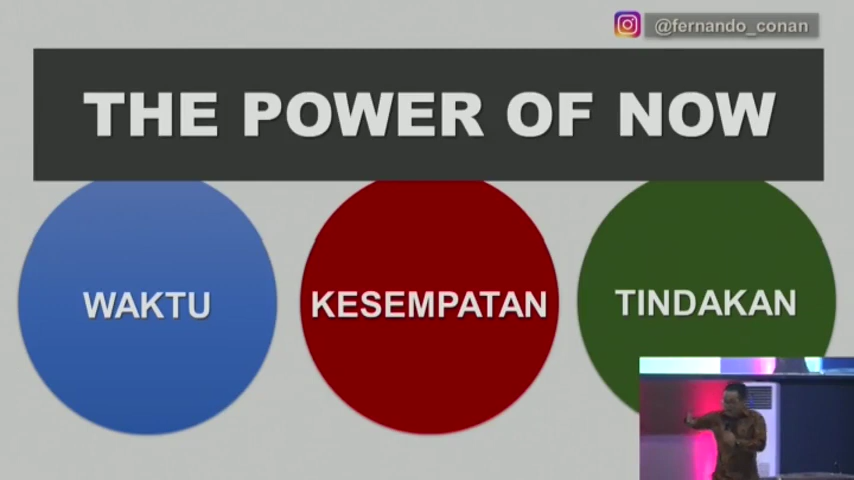 @fernando_conan
THE POWER OF NOW
WAKTU
KESEMPATAN
TINDAKAN